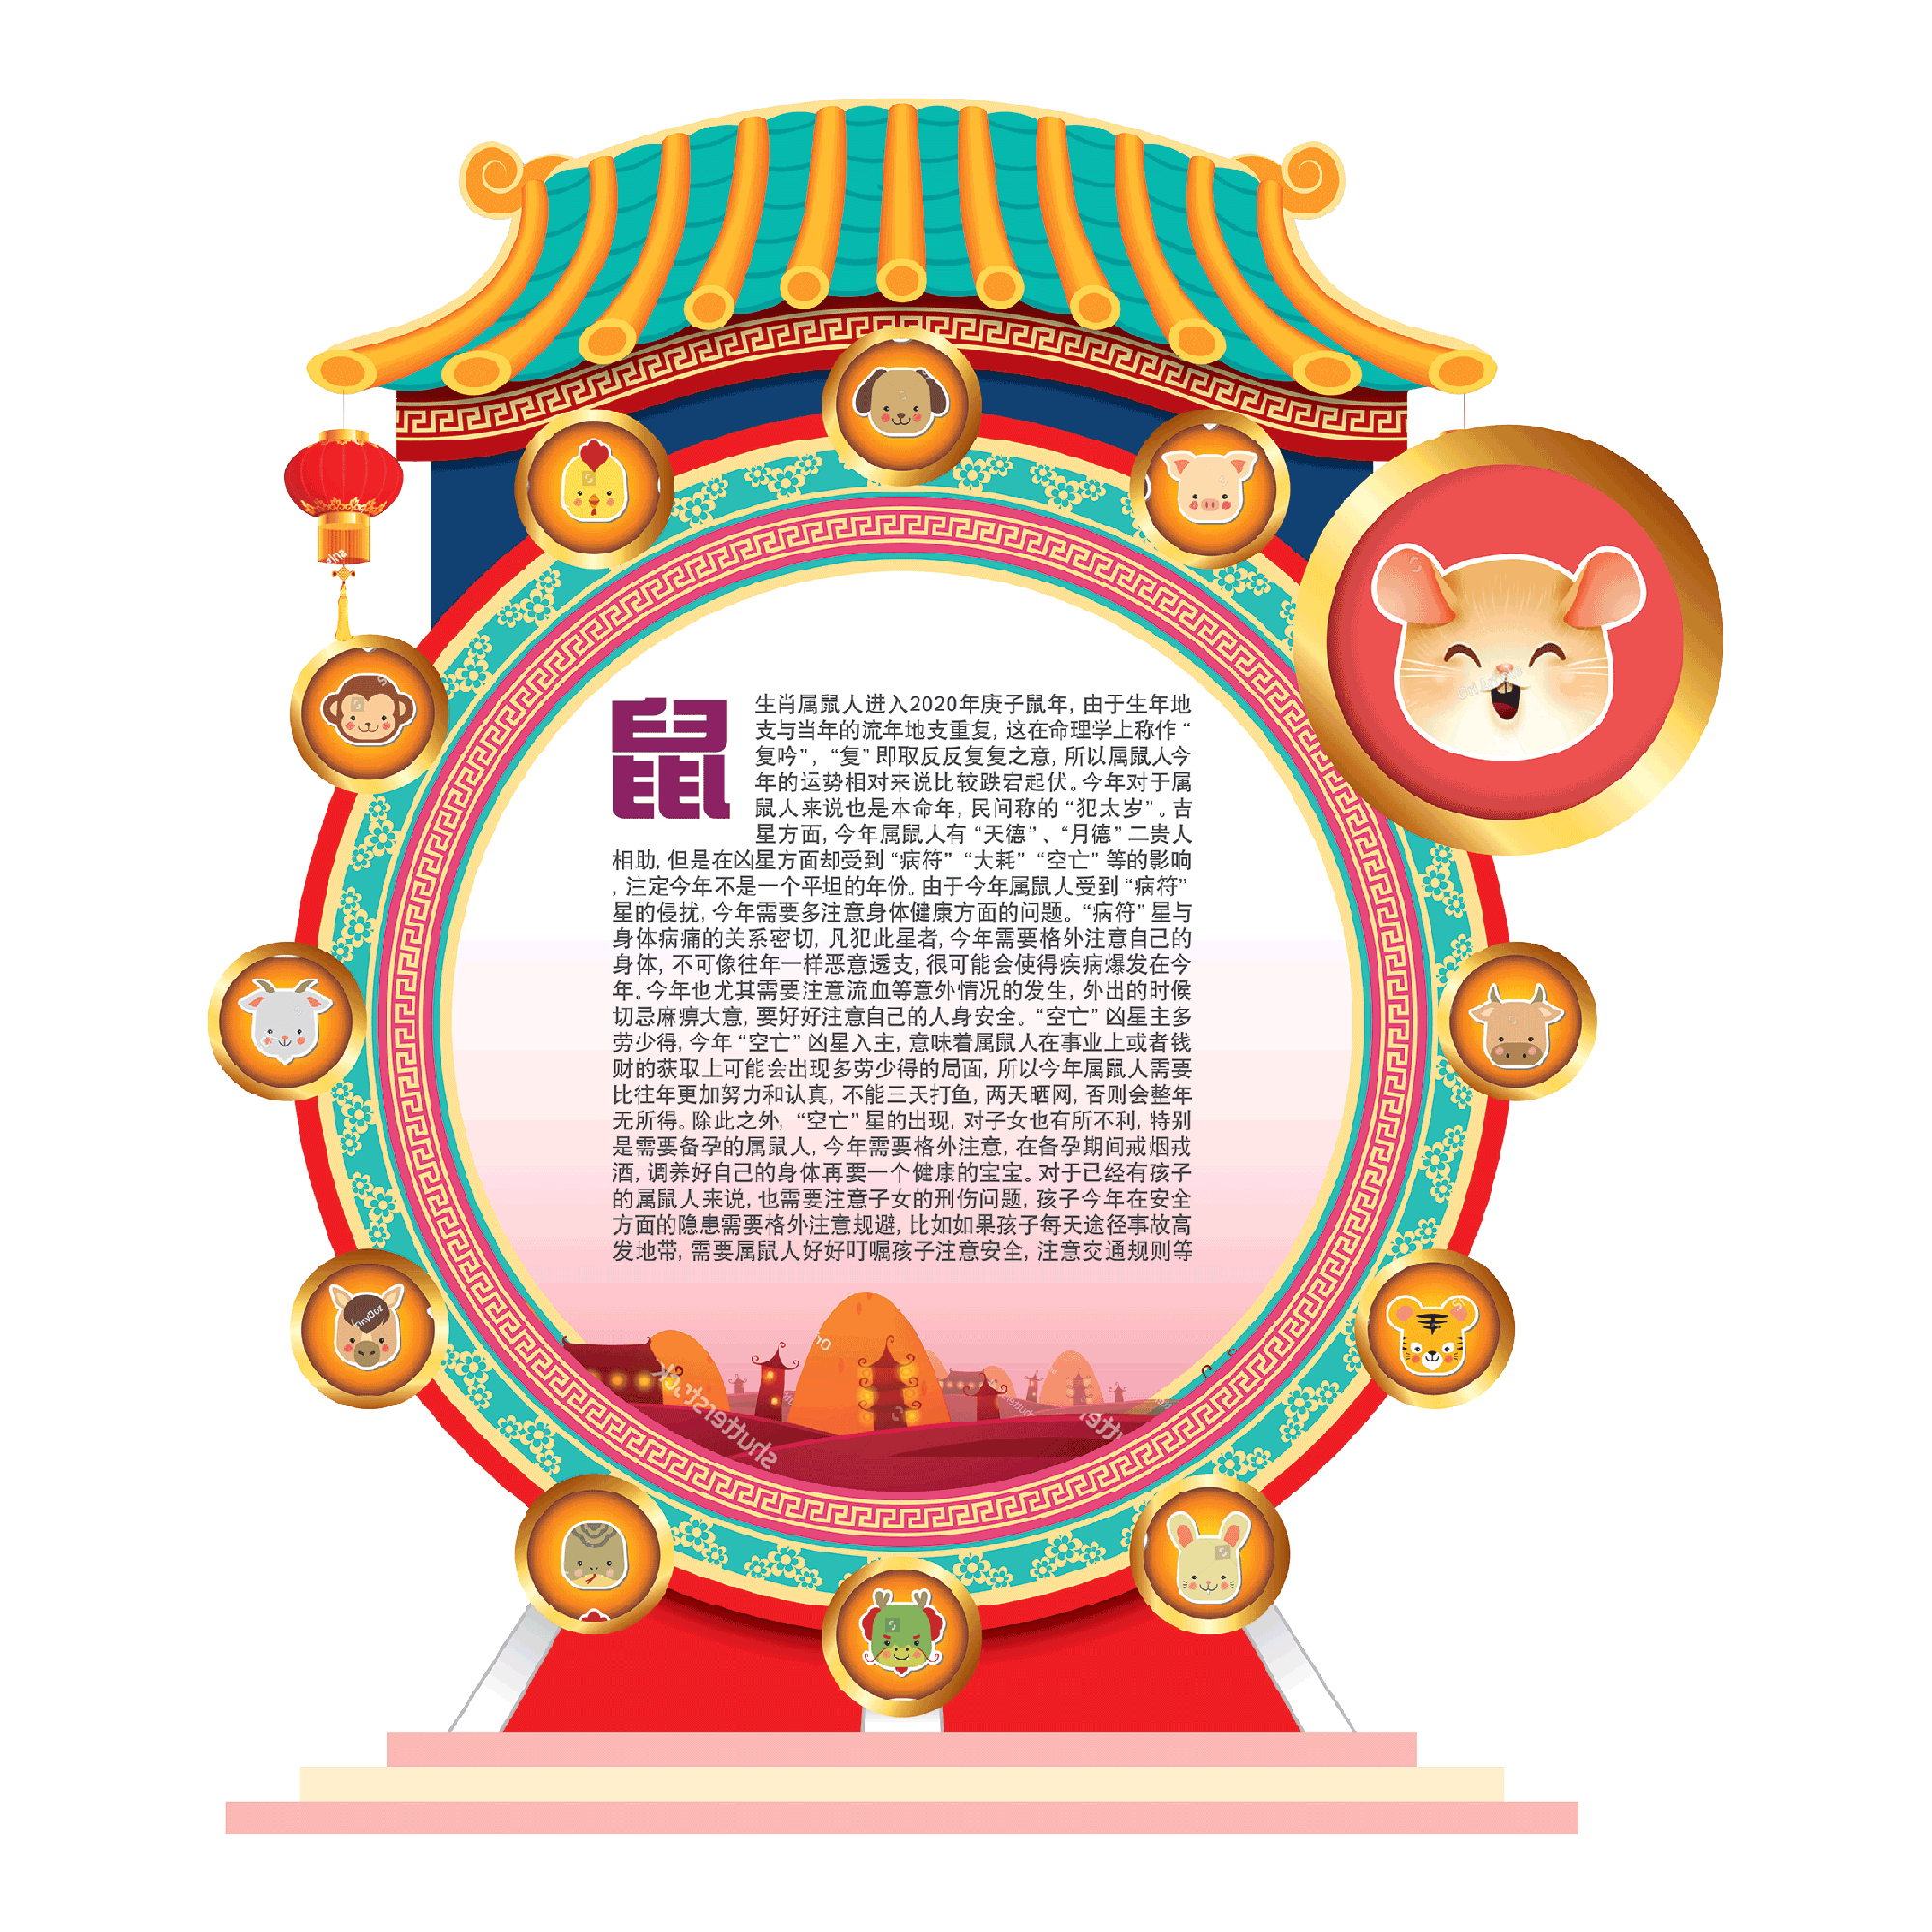 鼠
生肖属鼠人进入2020年庚子鼠年, 由于生年地
支与当年的流年地支重复, 这在命理学上称作 “
复吟”, “复” 即取反反复复之意, 所以属鼠人今
年的运势相对来说比较跌宕起伏。今年对于属
鼠人来说也是本命年, 民间称的 “犯太岁” 。吉
星方面, 今年属鼠人有 “天德” 、“月德” 二贵人
相助, 但是在凶星方面却受到 “病符” “大耗” “空亡” 等的影响
, 注定今年不是一个平坦的年份。由于今年属鼠人受到 “病符”
星的侵扰, 今年需要多注意身体健康方面的问题。“病符” 星与
身体病痛的关系密切, 凡犯此星者, 今年需要格外注意自己的
身体, 不可像往年一样恶意透支, 很可能会使得疾病爆发在今
年。今年也尤其需要注意流血等意外情况的发生, 外出的时候
切忌麻痹大意, 要好好注意自己的人身安全。“空亡” 凶星主多
劳少得, 今年 “空亡” 凶星入主, 意味着属鼠人在事业上或者钱
财的获取上可能会出现多劳少得的局面, 所以今年属鼠人需要
比往年更加努力和认真, 不能三天打鱼, 两天晒网, 否则会整年
无所得。除此之外, “空亡” 星的出现, 对子女也有所不利, 特别
是需要备孕的属鼠人, 今年需要格外注意, 在备孕期间戒烟戒
酒, 调养好自己的身体再要一个健康的宝宝。对于已经有孩子
的属鼠人来说, 也需要注意子女的刑伤问题, 孩子今年在安全
方面的隐患需要格外注意规避, 比如如果孩子每天途径事故高
发地带, 需要属鼠人好好叮嘱孩子注意安全, 注意交通规则等
shutterstock